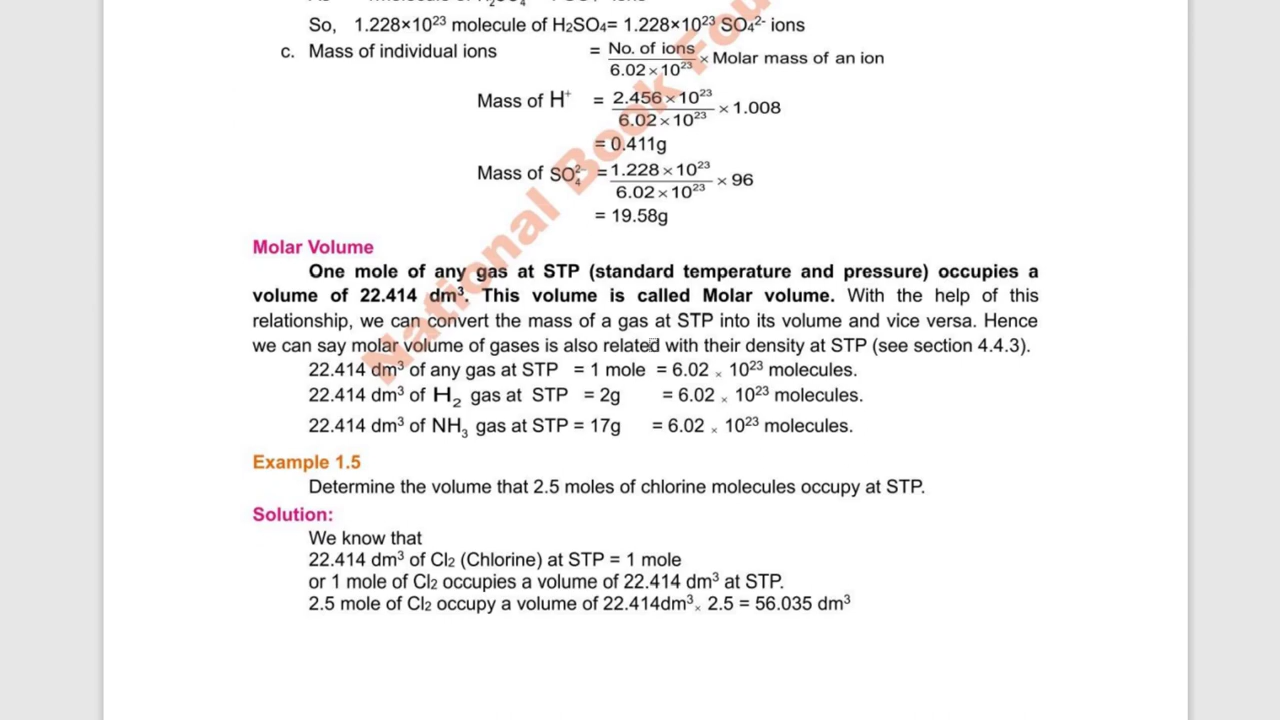 So, 1.228×10²³ molecule of H₂SO₄= 1.228×10²³ SO₄²⁻ ions
c. Mass of individual ions = No. of ions / 6.02 × 10²³ × Molar mass of an ion
Mass of H⁺ = 2.456 × 10²³ / 6.02 × 10²³ × 1.008
= 0.411g
Mass of SO₄²⁻ = 1.228 × 10²³ / 6.02 × 10²³ × 96
= 19.58g
Molar Volume
One mole of any gas at STP (standard temperature and pressure) occupies a
volume of 22.414 dm³. This volume is called Molar volume. With the help of this
relationship, we can convert the mass of a gas at STP into its volume and vice versa. Hence
we can say molar volume of gases is also related with their density at STP (see section 4.4.3).
22.414 dm³ of any gas at STP = 1 mole = 6.02 × 10²³ molecules.
22.414 dm³ of H₂ gas at STP = 2g = 6.02 × 10²³ molecules.
22.414 dm³ of NH₃ gas at STP = 17g = 6.02 × 10²³ molecules.
Example 1.5
Determine the volume that 2.5 moles of chlorine molecules occupy at STP.
Solution:
We know that
22.414 dm³ of Cl₂ (Chlorine) at STP = 1 mole
or 1 mole of Cl₂ occupies a volume of 22.414 dm³ at STP.
2.5 mole of Cl₂ occupy a volume of 22.414dm³ × 2.5 = 56.035 dm³
National Book